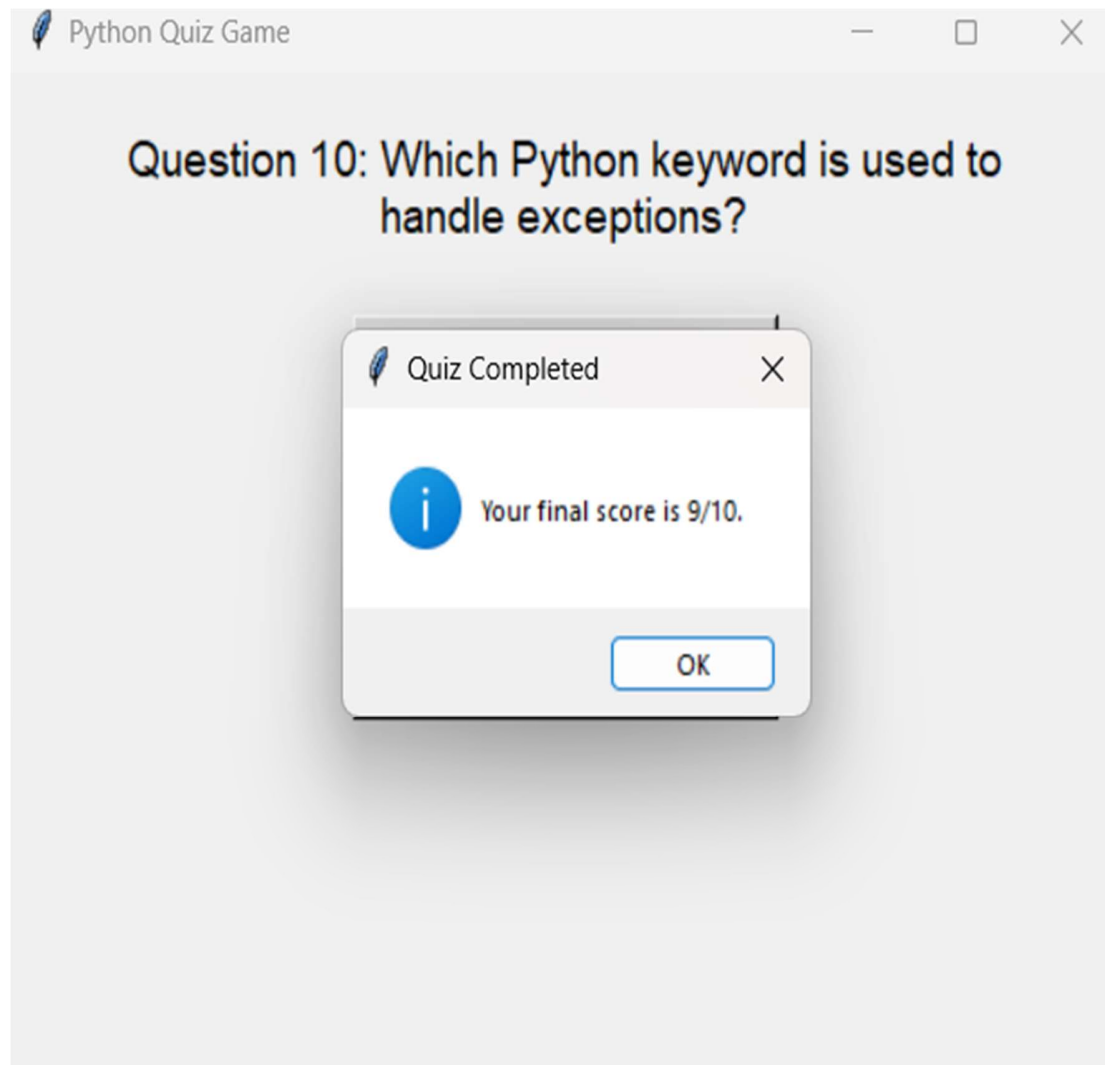 Python Quiz Game
Question 10: Which Python keyword is used to
handle exceptions?
Quiz Completed
Your final score is 9/10.
OK